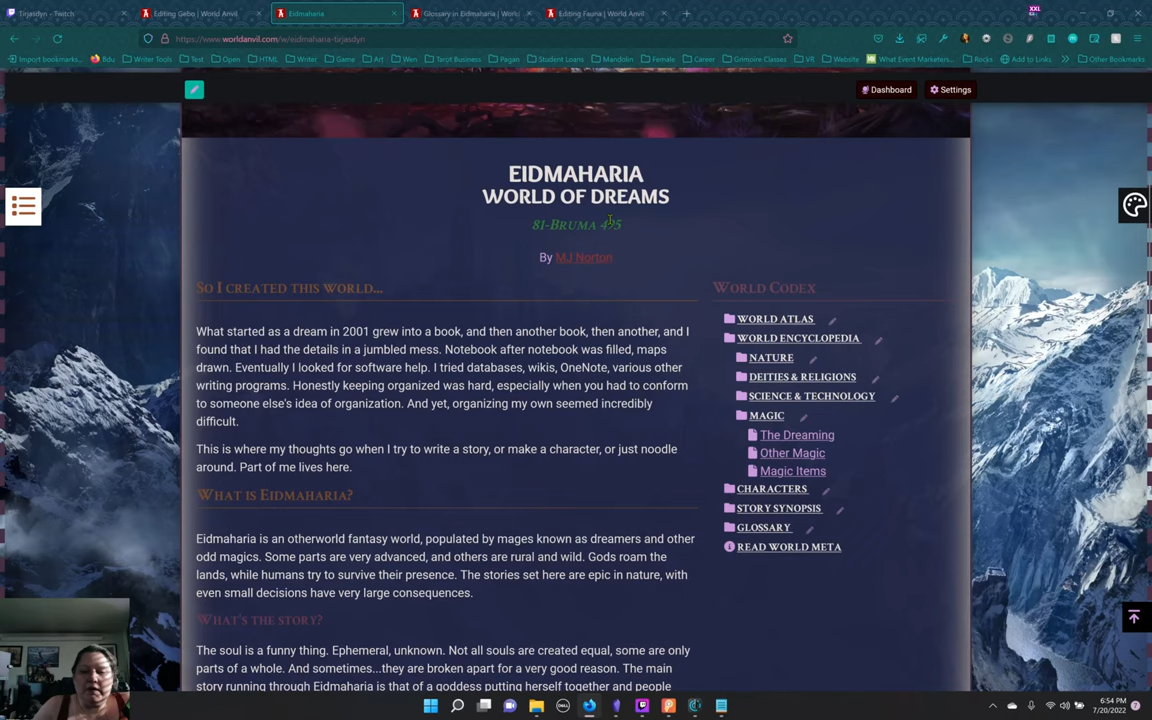 Tirjasdyn - Twitch
Editing Gebo | World Anvil
Eidmaharia
Glossary in Eidmaharia | World
Editing Fauna | World Anvil
XXL
https://www.worldanvil.com/w/eidmaharia-tirjasdyn
Import bookmarks...
Bdu
Writer Tools
Test
Open
HTML
Writer
Game
Art
Wen
Tarot Business
Pagan
Student Loans
Mandolin
Female
Career
Grimoire Classes
VR
Website
What Event Marketers...
Rocks
Add to Links
Other Bookmarks
Dashboard
Settings
EIDMAHARIA
WORLD OF DREAMS
81-Bruma 495
By MJ Norton
So I created this world...
What started as a dream in 2001 grew into a book, and then another book, then another, and I
found that I had the details in a jumbled mess. Notebook after notebook was filled, maps
drawn. Eventually I looked for software help. I tried databases, wikis, OneNote, various other
writing programs. Honestly keeping organized was hard, especially when you had to conform
to someone else's idea of organization. And yet, organizing my own seemed incredibly
difficult.
This is where my thoughts go when I try to write a story, or make a character, or just noodle
around. Part of me lives here.
What is Eidmaharia?
Eidmaharia is an otherworld fantasy world, populated by mages known as dreamers and other
odd magics. Some parts are very advanced, and others are rural and wild. Gods roam the
lands, while humans try to survive their presence. The stories set here are epic in nature, with
even small decisions have very large consequences.
What's the story?
The soul is a funny thing. Ephemeral, unknown. Not all souls are created equal, some are only
parts of a whole. And sometimes...they are broken apart for a very good reason. The main
story running through Eidmaharia is that of a goddess putting herself together and people
World Codex
WORLD ATLAS
WORLD ENCYCLOPEDIA
NATURE
DEITIES & RELIGIONS
SCIENCE & TECHNOLOGY
MAGIC
The Dreaming
Other Magic
Magic Items
CHARACTERS
STORY SYNOPSIS
GLOSSARY
READ WORLD META
DELL
6:54 PM
7/20/2022